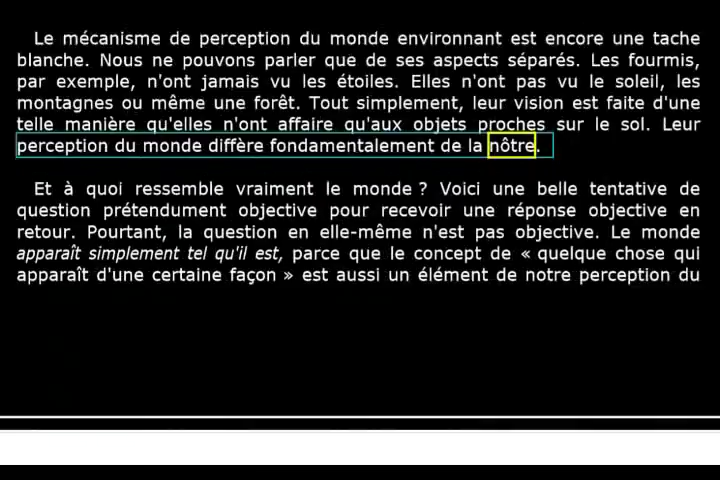 Le mécanisme de perception du monde environnant est encore une tache
blanche. Nous ne pouvons parler que de ses aspects séparés. Les fourmis,
par exemple, n'ont jamais vu les étoiles. Elles n'ont pas vu le soleil, les
montagnes ou même une forêt. Tout simplement, leur vision est faite d'une
telle manière qu'elles n'ont affaire qu'aux objets proches sur le sol. Leur
perception du monde diffère fondamentalement de la nôtre.
Et à quoi ressemble vraiment le monde ? Voici une belle tentative de
question prétendument objective pour recevoir une réponse objective en
retour. Pourtant, la question en elle-même n'est pas objective. Le monde
apparaît simplement tel qu'il est, parce que le concept de « quelque chose qui
apparaît d'une certaine façon » est aussi un élément de notre perception du